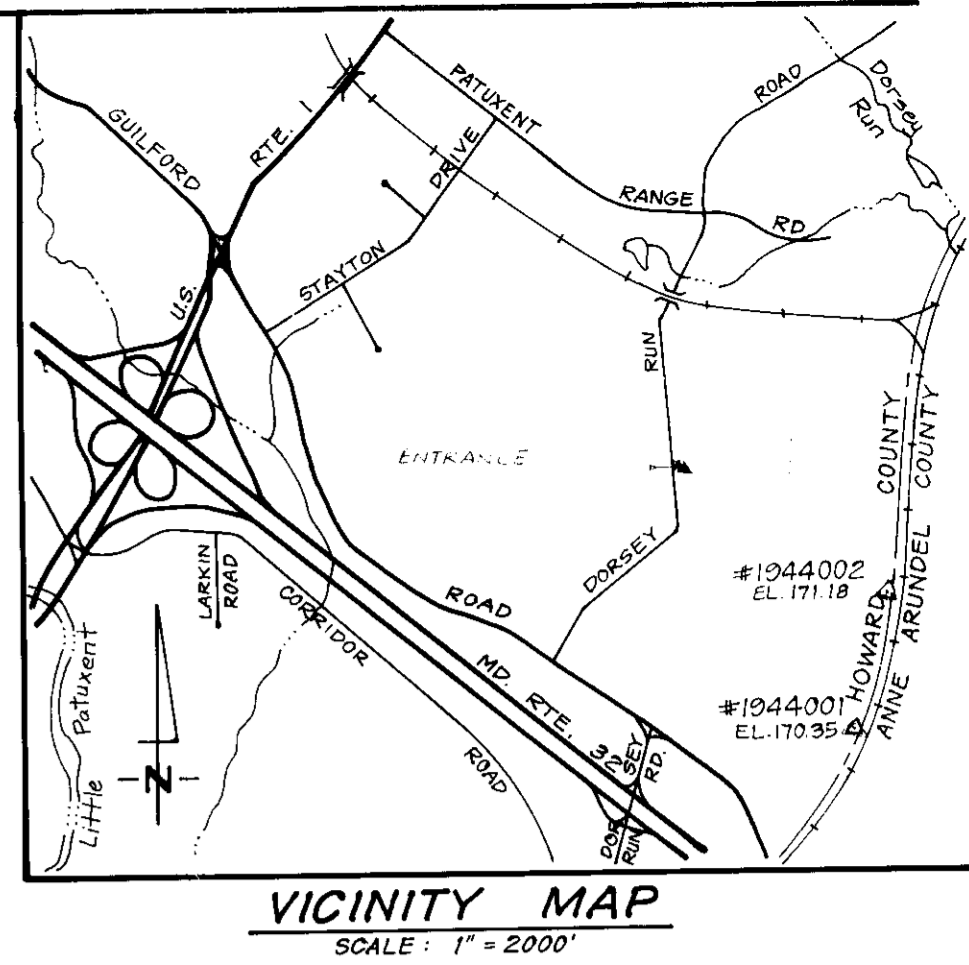 PATUXENT
RANGE
RD
ROAD
Dorsey
Run
GUILFORD
RTE. 1
U.S.
DRIVE
STAYTON
RUN
ENTRANCE
DORSEY
COUNTY
COUNTY
#1944002
EL. 171.18
HOWARD
ANNE ARUNDEL
#1944001
EL. 170.35
LARKIN
ROAD
CORRIDOR
ROAD
ROAD
MD. RTE. 32
DOR
SEY
RUN
RD.
Little Patuxent
N
VICINITY MAP
SCALE : 1" = 2000'